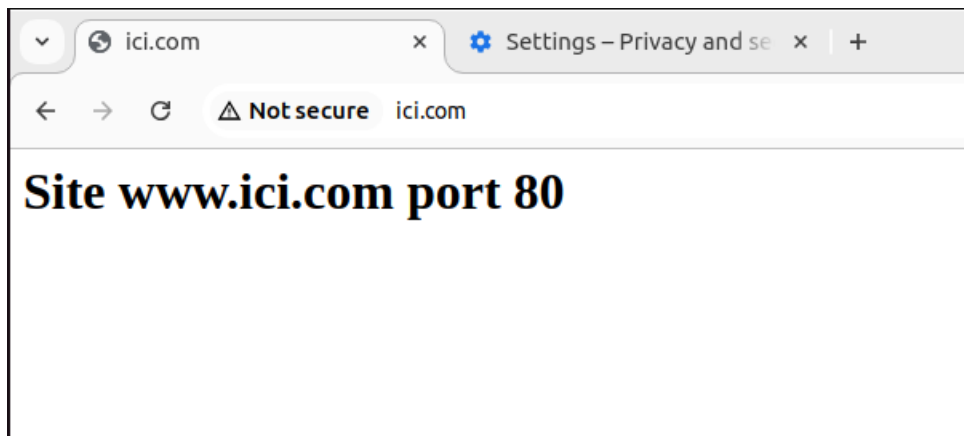 ici.com
Settings – Privacy and se
Not secure ici.com
Site www.ici.com port 80